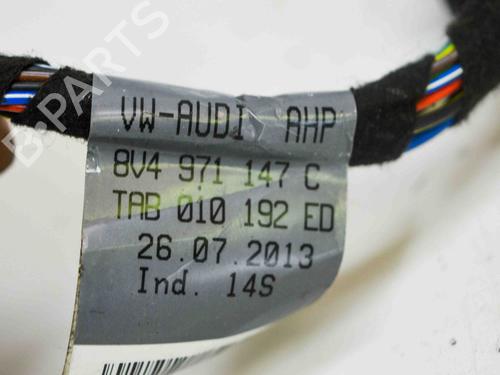 B-PARTS
VW-AUDI AHP
8V4 971 147 C
TAB 010 192 ED
26.07.2013
Ind. 14S